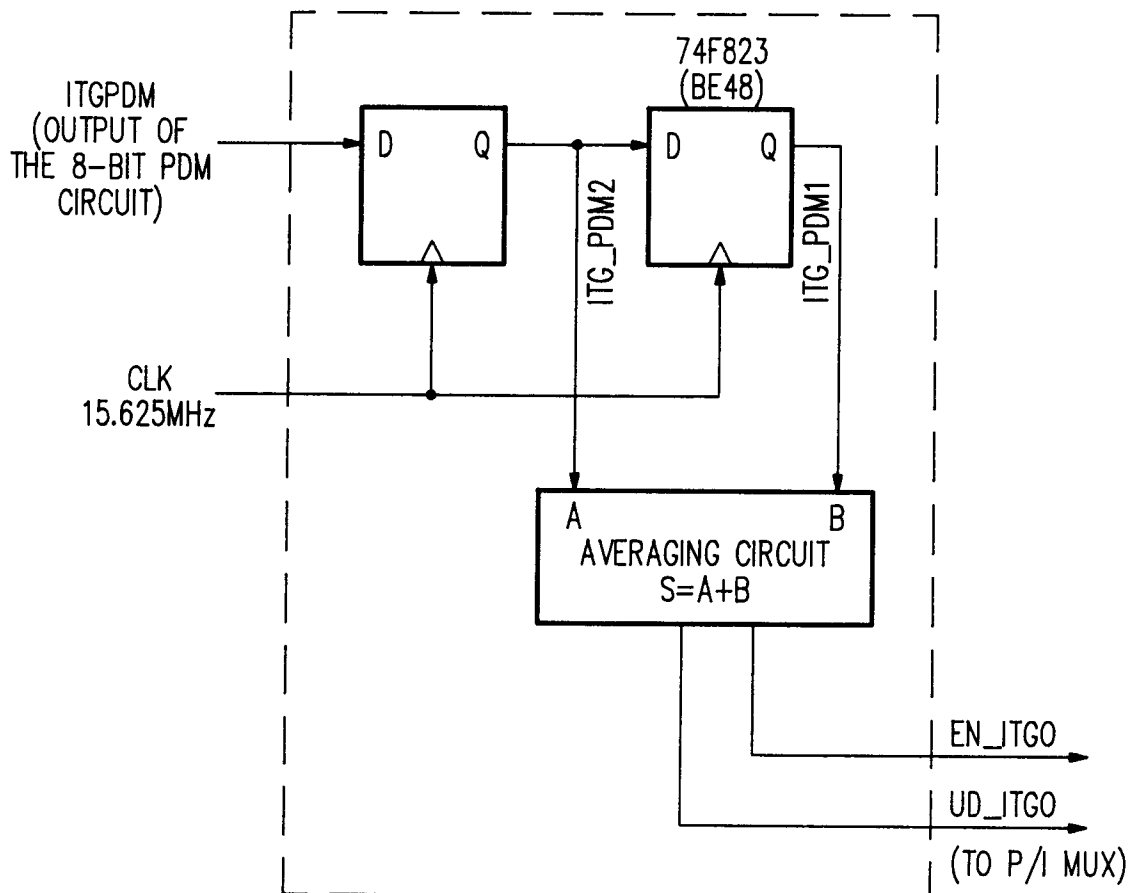 74F823
(BE48)
ITGPDM
(OUTPUT OF
THE 8-BIT PDM
CIRCUIT)
D Q
D Q
ITG_PDM2
ITG_PDM1
CLK
15.625MHz
A B
AVERAGING CIRCUIT
S=A+B
EN_ITGO
UD_ITGO
(TO P/I MUX)